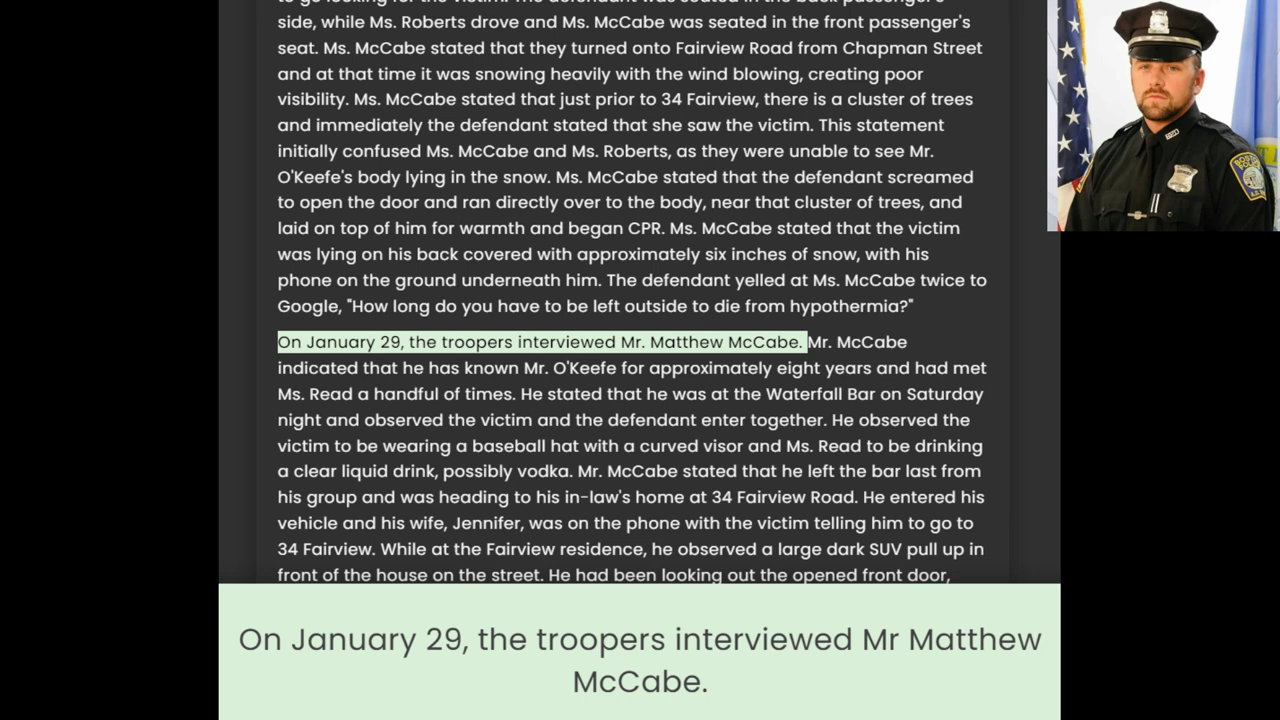 to go looking for the victim. The defendant was seated in the back passenger's
side, while Ms. Roberts drove and Ms. McCabe was seated in the front passenger's
seat. Ms. McCabe stated that they turned onto Fairview Road from Chapman Street
and at that time it was snowing heavily with the wind blowing, creating poor
visibility. Ms. McCabe stated that just prior to 34 Fairview, there is a cluster of trees
and immediately the defendant stated that she saw the victim. This statement
initially confused Ms. McCabe and Ms. Roberts, as they were unable to see Mr.
O'Keefe's body lying in the snow. Ms. McCabe stated that the defendant screamed
to open the door and ran directly over to the body, near that cluster of trees, and
laid on top of him for warmth and began CPR. Ms. McCabe stated that the victim
was lying on his back covered with approximately six inches of snow, with his
phone on the ground underneath him. The defendant yelled at Ms. McCabe twice to
Google, "How long do you have to be left outside to die from hypothermia?"
On January 29, the troopers interviewed Mr. Matthew McCabe. Mr. McCabe
indicated that he has known Mr. O'Keefe for approximately eight years and had met
Ms. Read a handful of times. He stated that he was at the Waterfall Bar on Saturday
night and observed the victim and the defendant enter together. He observed the
victim to be wearing a baseball hat with a curved visor and Ms. Read to be drinking
a clear liquid drink, possibly vodka. Mr. McCabe stated that he left the bar last from
his group and was heading to his in-law's home at 34 Fairview Road. He entered his
vehicle and his wife, Jennifer, was on the phone with the victim telling him to go to
34 Fairview. While at the Fairview residence, he observed a large dark SUV pull up in
front of the house on the street. He had been looking out the opened front door,
On January 29, the troopers interviewed Mr Matthew
McCabe.